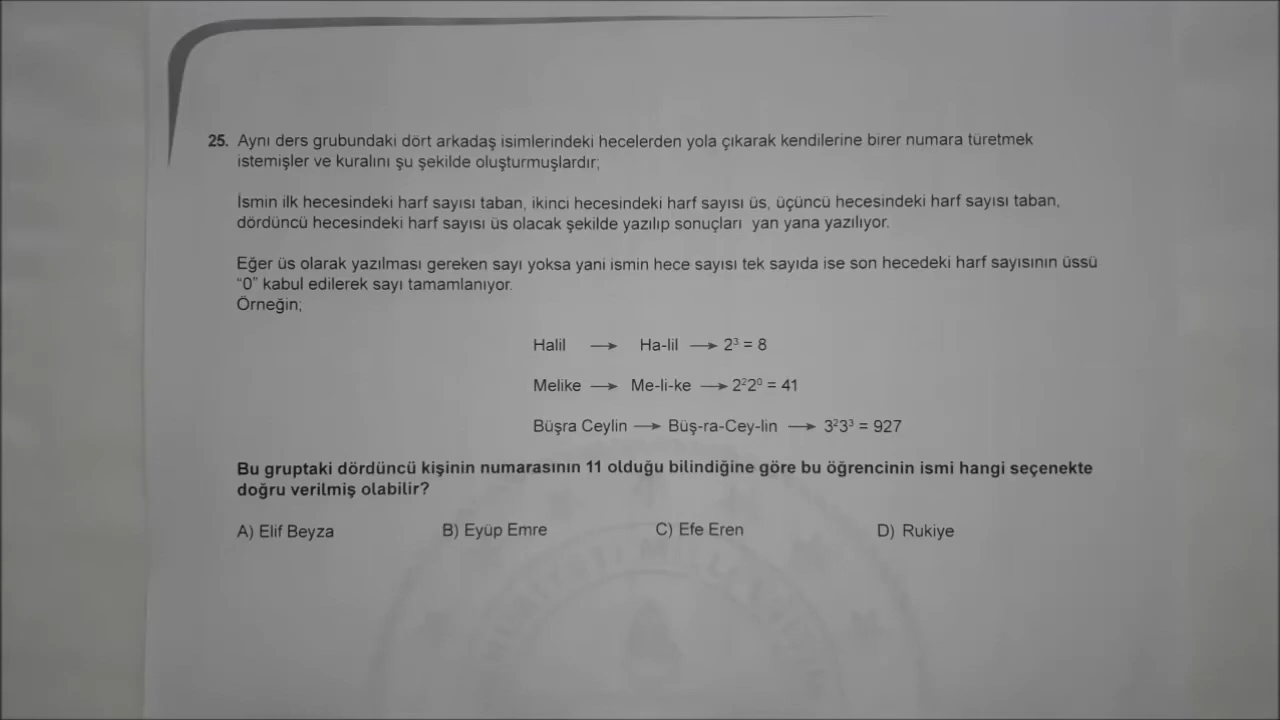 25. Aynı ders grubundaki dört arkadaş isimlerindeki hecelerden yola çıkarak kendilerine birer numara türetmek
istemişler ve kuralını şu şekilde oluşturmuşlardır;
İsmin ilk hecesindeki harf sayısı taban, ikinci hecesindeki harf sayısı üs, üçüncü hecesindeki harf sayısı taban,
dördüncü hecesindeki harf sayısı üs olacak şekilde yazılıp sonuçları yan yana yazılıyor.
Eğer üs olarak yazılması gereken sayı yoksa yani ismin hece sayısı tek sayıda ise son hecedeki harf sayısının üssü
“0” kabul edilerek sayı tamamlanıyor.
Örneğin;
Halil → Ha-lil → 2³ = 8
Melike → Me-li-ke → 2²2⁰ = 41
Büşra Ceylin → Büş-ra-Cey-lin → 3²3³ = 927
Bu gruptaki dördüncü kişinin numarasının 11 olduğu bilindiğine göre bu öğrencinin ismi hangi seçenekte
doğru verilmiş olabilir?
A) Elif Beyza B) Eyüp Emre C) Efe Eren D) Rukiye